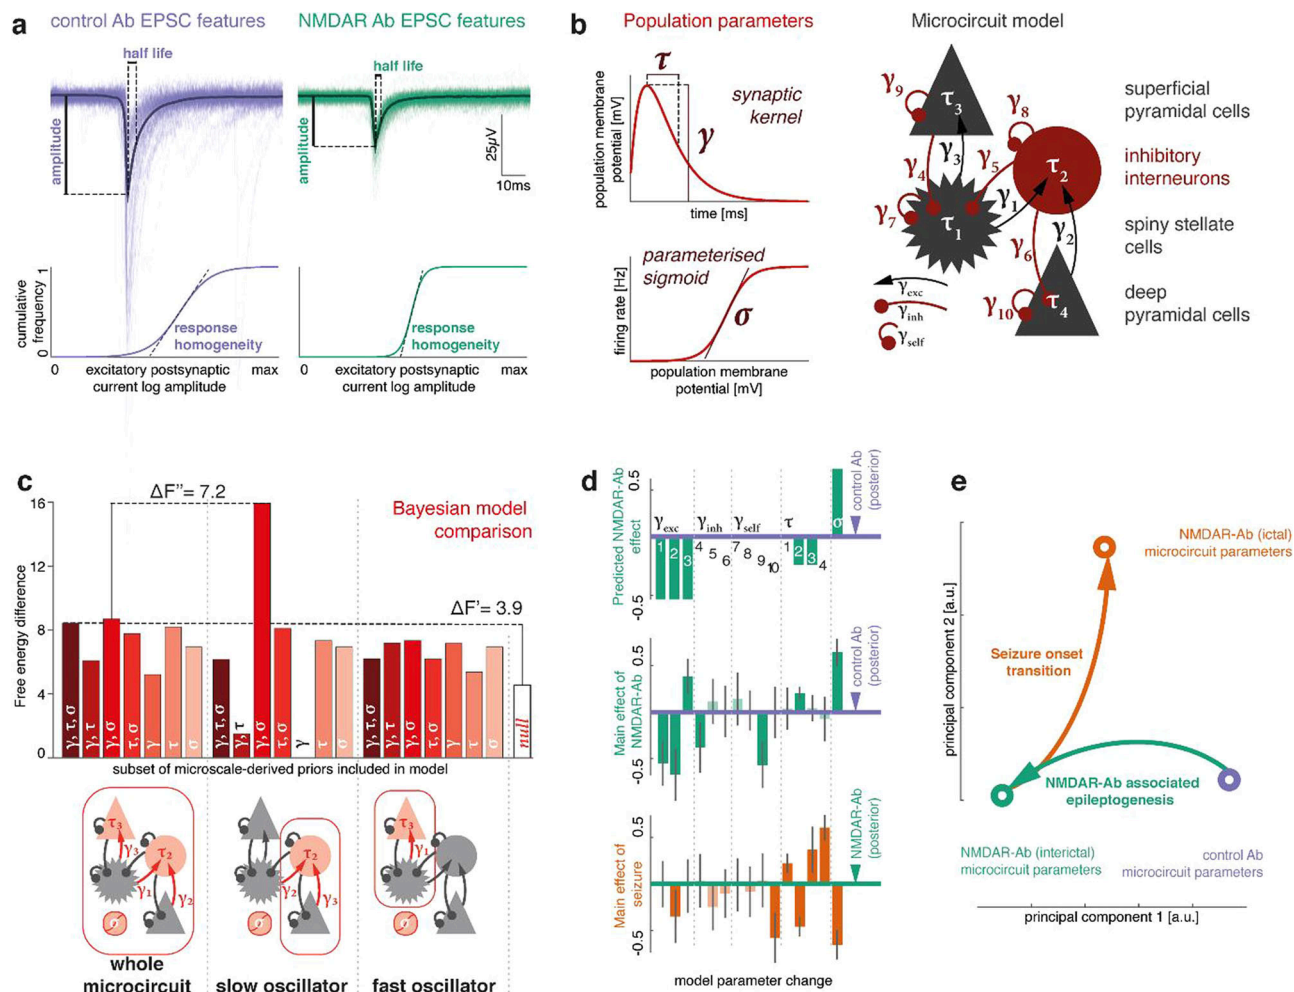 a
control Ab EPSC features
NMDAR Ab EPSC features
half life
half life
amplitude
amplitude
25μV
10ms
cumulative
frequency
0
1
response
homogeneity
response
homogeneity
0
excitatory postsynaptic
current log amplitude
max
0
excitatory postsynaptic
current log amplitude
max
b
Population parameters
Microcircuit model
τ
γ
synaptic
kernel
population membrane
potential [mV]
time [ms]
parameterised
sigmoid
σ
firing rate [Hz]
population membrane
potential [mV]
γ9
τ3
γ8
γ4
γ3
γ5
τ2
γ7
τ1
γ1
γ6
γ2
γ10
τ4
γexc
γinh
γself
superficial
pyramidal cells
inhibitory
interneurons
spiny stellate
cells
deep
pyramidal cells
c
ΔF''= 7.2
Bayesian model
comparison
ΔF'= 3.9
Free energy difference
16
12
8
4
0
γ, τ, σ
γ, τ
γ, σ
τ, σ
γ
τ
σ
γ, τ, σ
γ, τ
γ, σ
τ, σ
γ
τ
σ
γ, τ, σ
γ, τ
γ, σ
τ, σ
γ
τ
σ
null
subset of microscale-derived priors included in model
τ3
γ3
τ2
γ1
γ2
σ
τ2
γ2
γ3
σ
τ3
γ1
σ
whole
microcircuit
slow oscillator
fast oscillator
d
Predicted NMDAR-Ab
effect
0.5
-0.5
γexc
γinh
γself
τ
σ
1
2
3
4
5
6
7
8
9
10
1
2
3
4
control Ab
(posterior)
Main effect of
NMDAR-Ab
0.5
-0.5
control Ab
(posterior)
Main effect of
seizure
0.5
-0.5
NMDAR-Ab
(posterior)
model parameter change
e
NMDAR-Ab (ictal)
microcircuit parameters
principal component 2 [a.u.]
Seizure onset
transition
NMDAR-Ab associated
epileptogenesis
NMDAR-Ab (interictal)
microcircuit parameters
control Ab
microcircuit parameters
principal component 1 [a.u.]